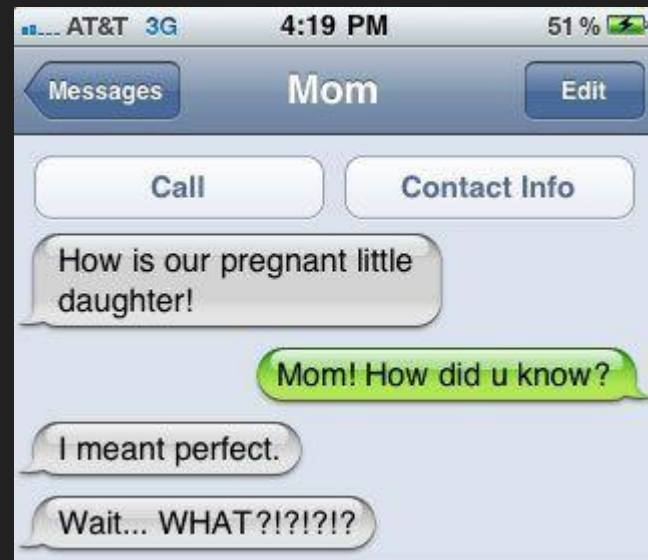 AT&T 3G 4:19 PM 51 %
Messages Mom Edit
Call Contact Info
How is our pregnant little
daughter!
Mom! How did u know?
I meant perfect.
Wait... WHAT?!?!?!?